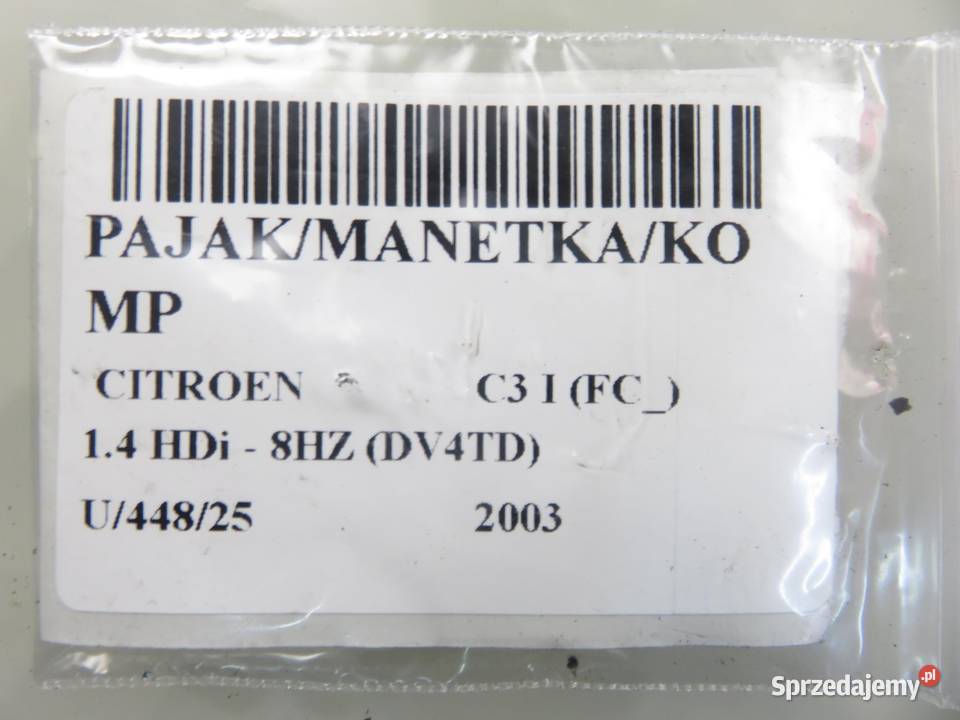 PAJAK/MANETKA/KO
MP
CITROEN C3 I (FC_)
1.4 HDi - 8HZ (DV4TD)
U/448/25 2003
Sprzedajemy.pl